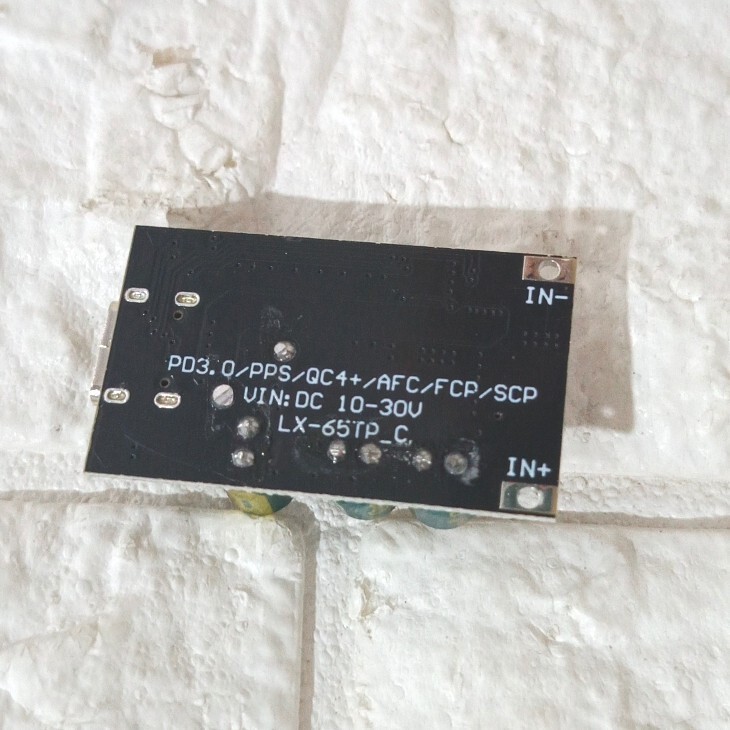 IN-
PD3.0/PPS/QC4+/AFC/FCP/SCP
VIN:DC 10-30V
LX-65TP_C
IN+